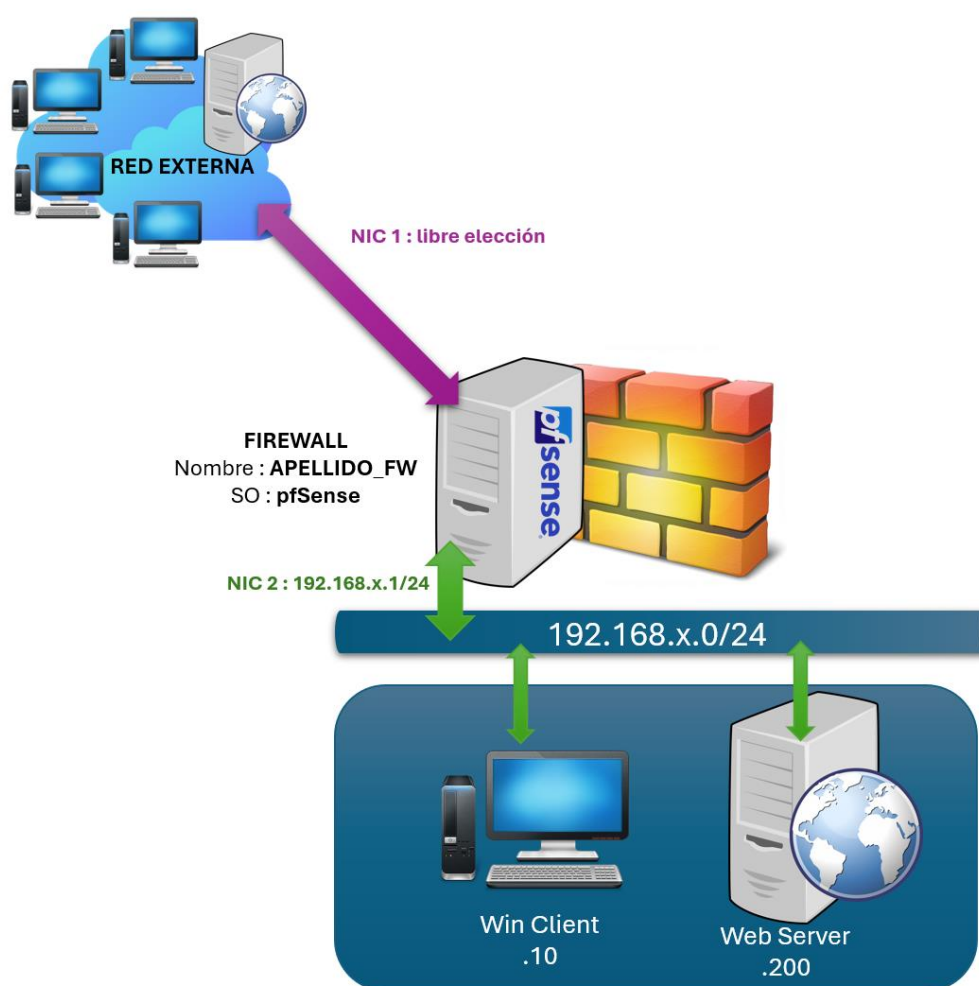 RED EXTERNA
NIC 1 : libre elección
FIREWALL
Nombre : APELLIDO_FW
SO : pfSense
pfsense
NIC 2 : 192.168.x.1/24
192.168.x.0/24
Win Client
.10
Web Server
.200